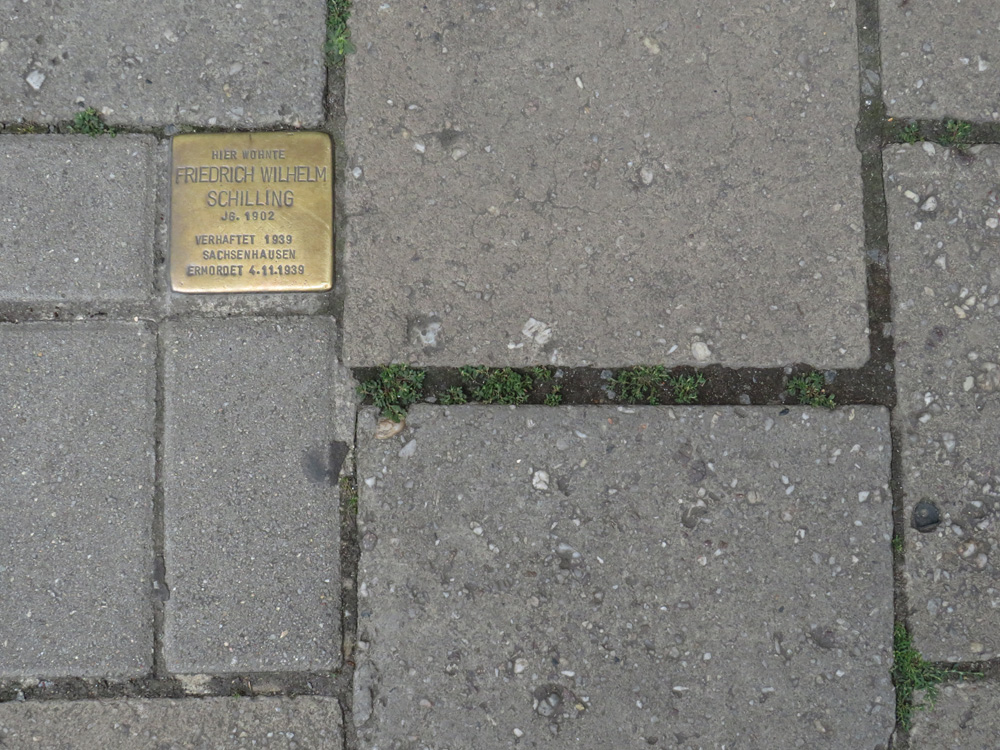 HIER WOHNTE
FRIEDRICH WILHELM
SCHILLING
JG. 1902
VERHAFTET 1939
SACHSENHAUSEN
ERMORDET 4.11.1939